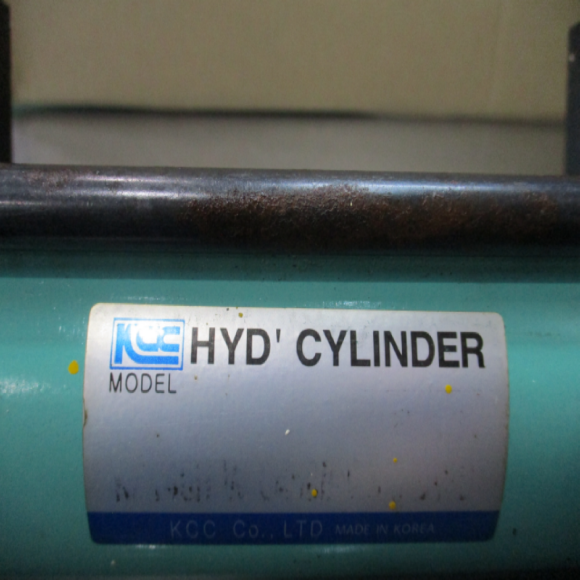 KCC HYD' CYLINDER
MODEL
KCC Co., LTD MADE IN KOREA